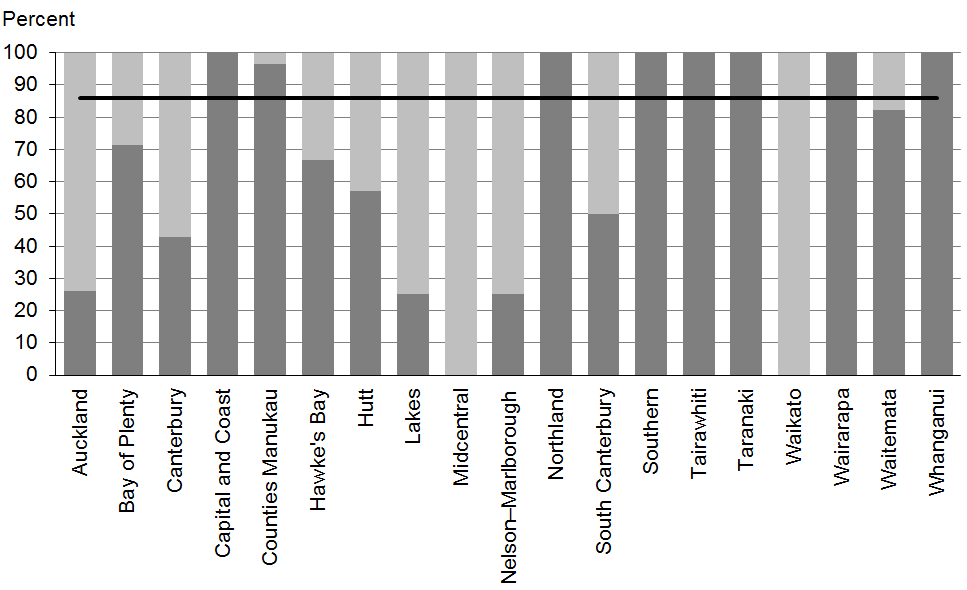 Percent
100
90
80
70
60
50
40
30
20
10
0
Auckland
Bay of Plenty
Canterbury
Capital and Coast
Counties Manukau
Hawke's Bay
Hutt
Lakes
Midcentral
Nelson–Marlborough
Northland
South Canterbury
Southern
Tairawhiti
Taranaki
Waikato
Wairarapa
Waitemata
Whanganui